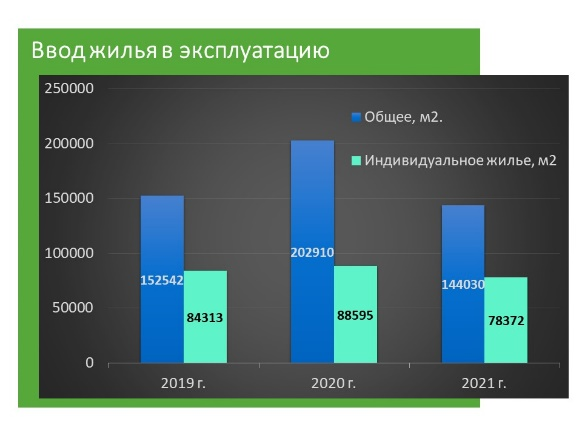 Ввод жилья в эксплуатацию
250000
200000
150000
100000
50000
0
Общее, м2.
Индивидуальное жилье, м2
152542
84313
202910
88595
144030
78372
2019 г.
2020 г.
2021 г.